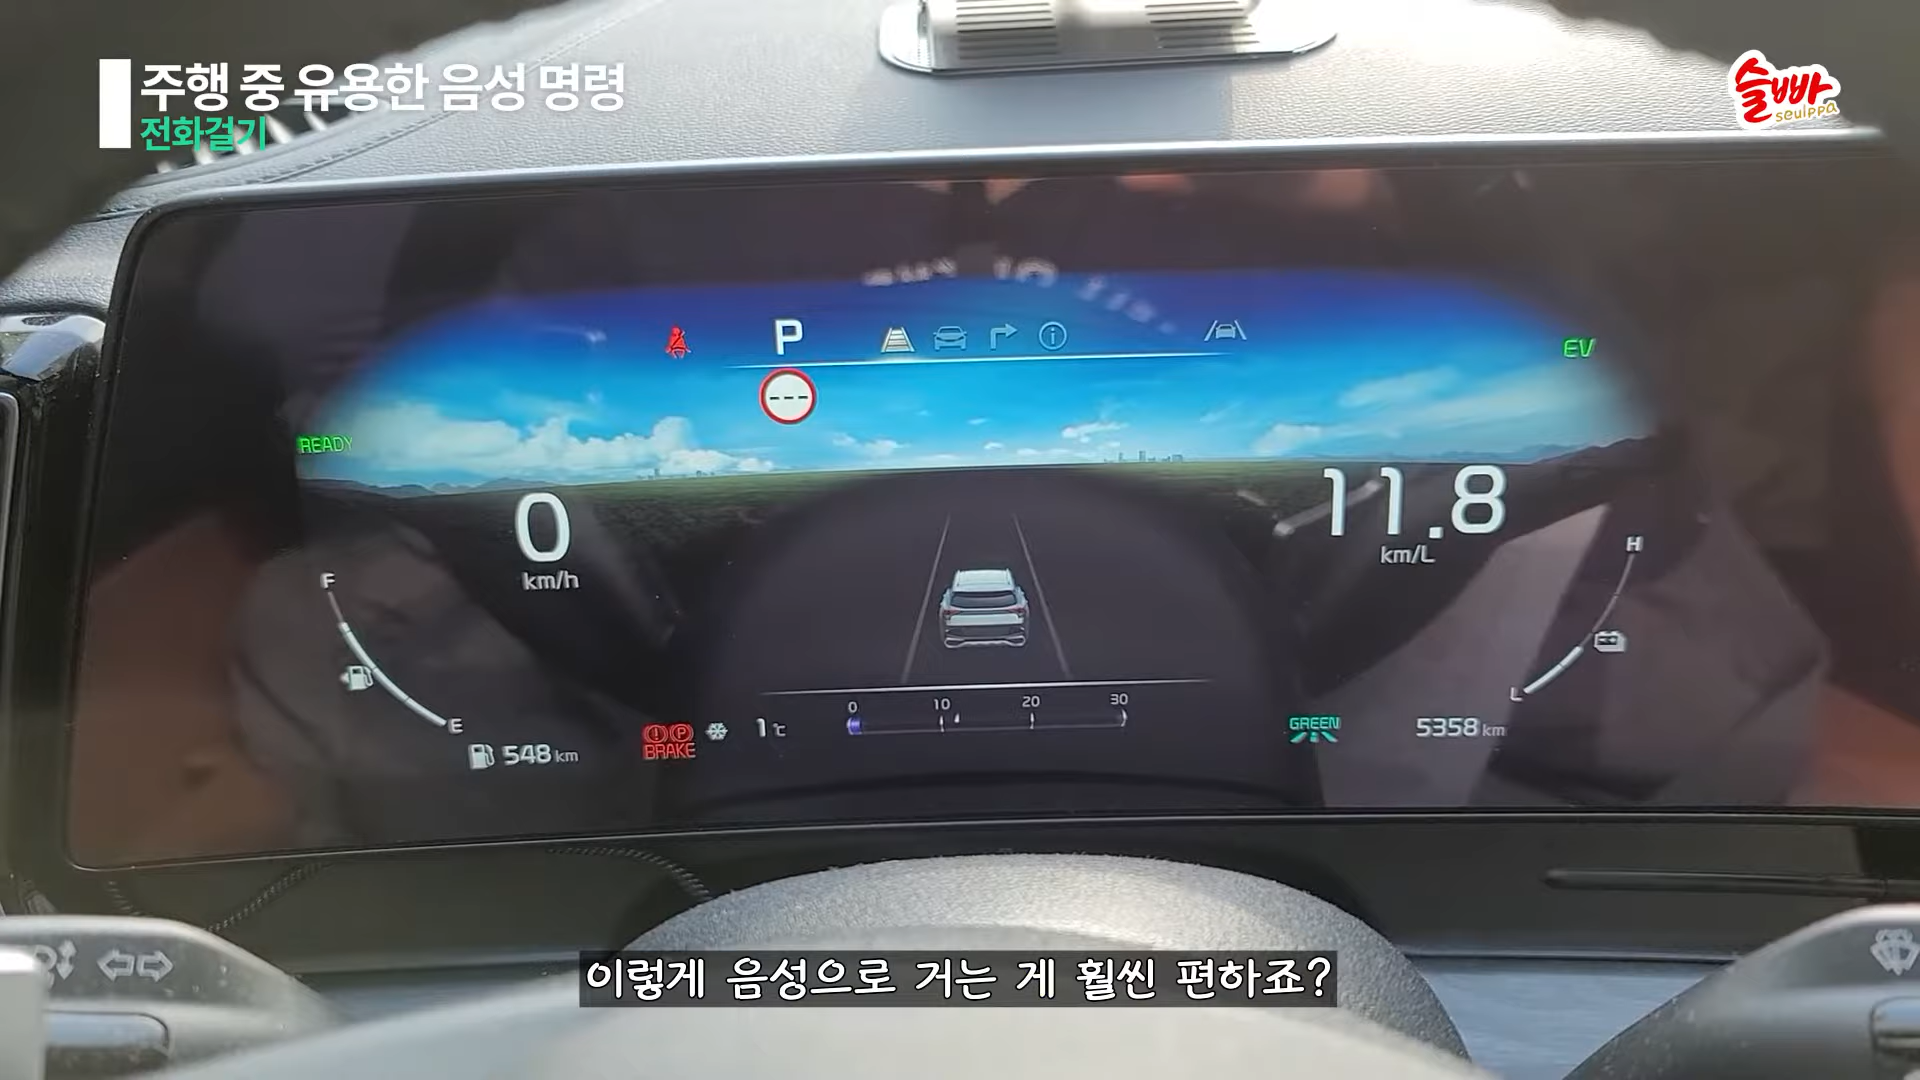 주행 중 유용한 음성 명령
전화걸기
슬빠
seulppa
P
EV
---
READY
0
km/h
11.8
km/L
F
E
H
L
548 km
BRAKE
1℃
0 10 20 30
GREEN
5358 km
이렇게 음성으로 거는 게 훨씬 편하죠?